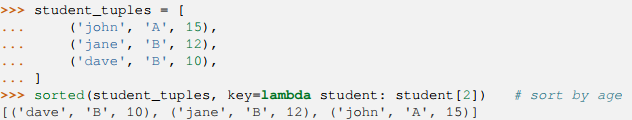 >>> student_tuples = [
...     ('john', 'A', 15),
...     ('jane', 'B', 12),
...     ('dave', 'B', 10),
... ]
>>> sorted(student_tuples, key=lambda student: student[2])   # sort by age
[('dave', 'B', 10), ('jane', 'B', 12), ('john', 'A', 15)]